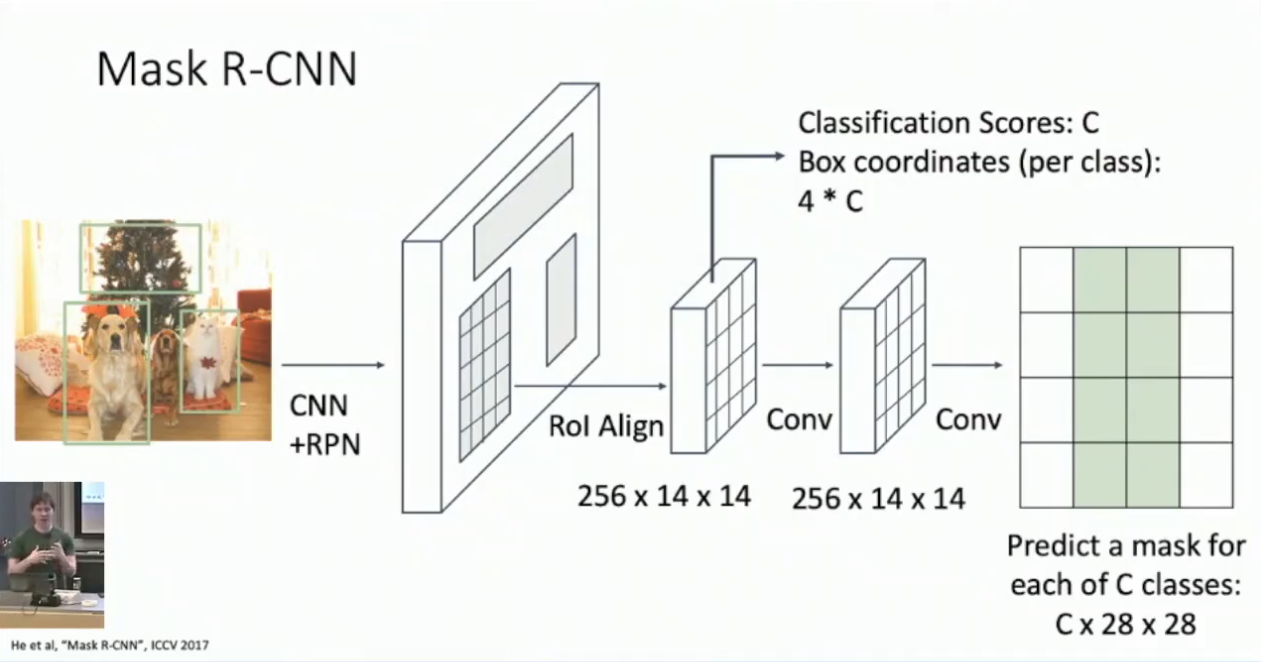 Mask R-CNN
Classification Scores: C
Box coordinates (per class):
4 * C
CNN
+RPN
RoI Align
Conv
Conv
256 x 14 x 14
256 x 14 x 14
Predict a mask for
each of C classes:
C x 28 x 28
He et al, "Mask R-CNN", ICCV 2017